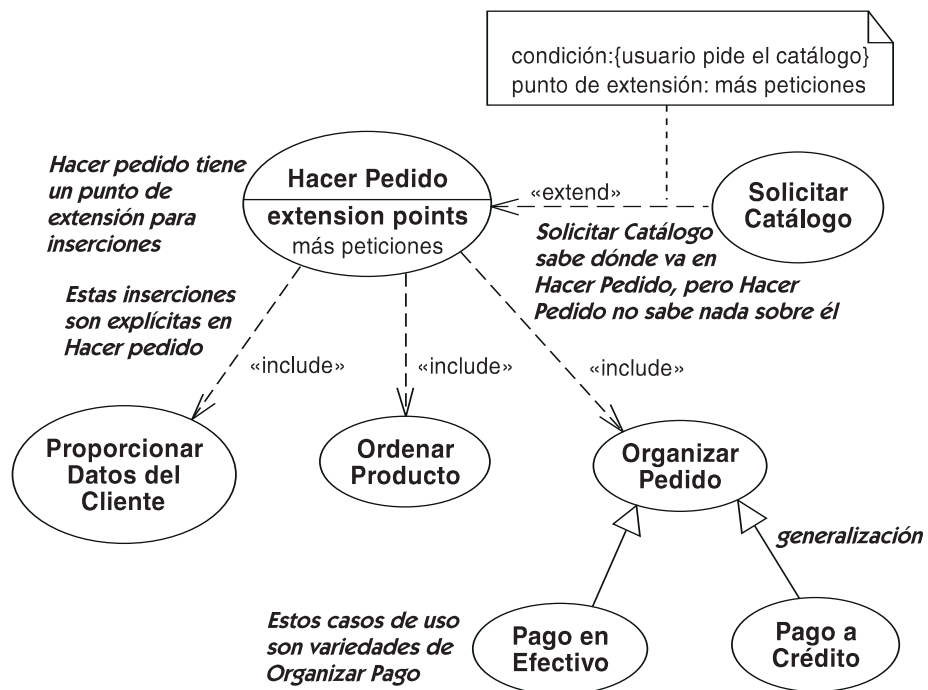 condición:{usuario pide el catálogo}
punto de extensión: más peticiones
Hacer pedido tiene
un punto de
extensión para
inserciones
Hacer Pedido
extension points
más peticiones
«extend»
Solicitar
Catálogo
Solicitar Catálogo
sabe dónde va en
Hacer Pedido, pero Hacer
Pedido no sabe nada sobre él
Estas inserciones
son explícitas en
Hacer pedido
«include»
«include»
«include»
Proporcionar
Datos del
Cliente
Ordenar
Producto
Organizar
Pedido
generalización
Estos casos de uso
son variedades de
Organizar Pago
Pago en
Efectivo
Pago a
Crédito